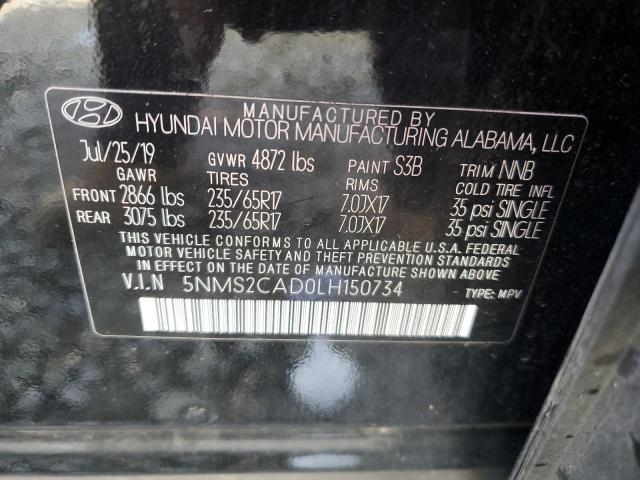 MANUFACTURED BY
HYUNDAI MOTOR MANUFACTURING ALABAMA, LLC
Jul/25/19 GVWR 4872 lbs PAINT S3B TRIM NNB
GAWR TIRES RIMS COLD TIRE INFL
FRONT 2866 lbs 235/65R17 7.0JX17 35 psi SINGLE
REAR 3075 lbs 235/65R17 7.0JX17 35 psi SINGLE
THIS VEHICLE CONFORMS TO ALL APPLICABLE U.S.A. FEDERAL
MOTOR VEHICLE SAFETY AND THEFT PREVENTION STANDARDS
IN EFFECT ON THE DATE OF MANUFACTURE SHOWN ABOVE
V.I.N 5NMS2CAD0LH150734 TYPE: MPV